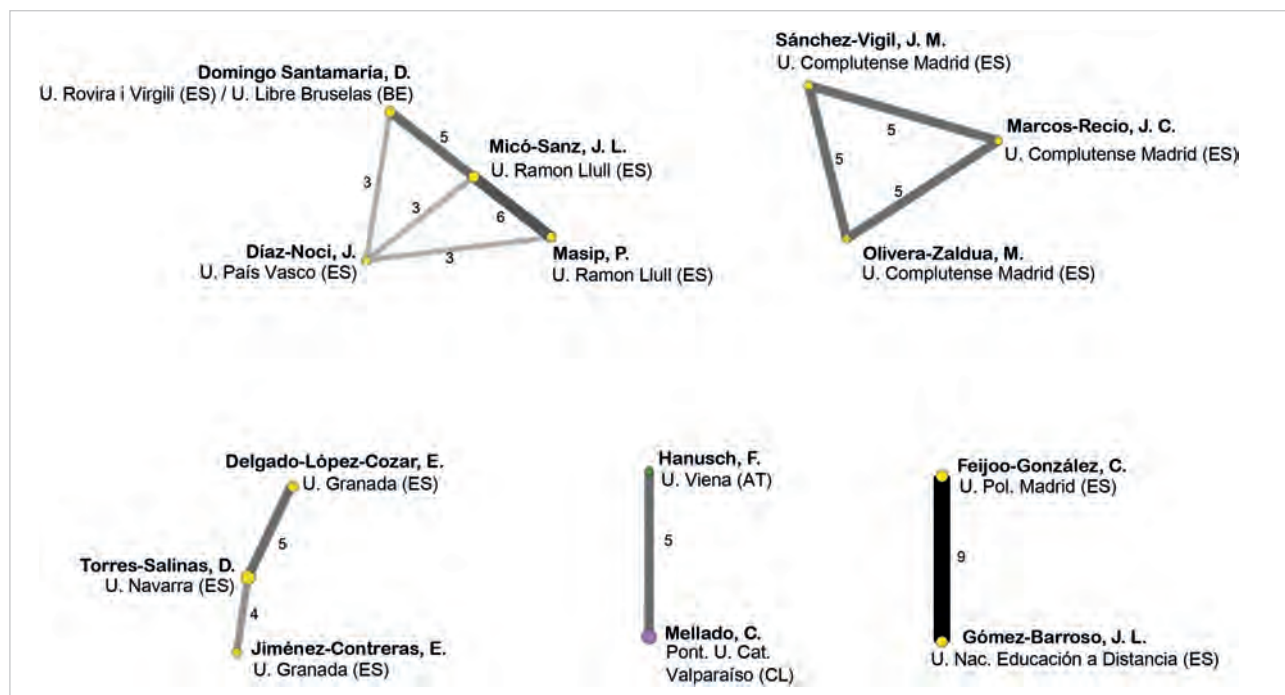 Domingo Santamaría, D.
U. Rovira i Virgili (ES) / U. Libre Bruselas (BE)
5
Micó-Sanz, J. L.
U. Ramon Llull (ES)
3
3
6
Díaz-Noci, J.
U. País Vasco (ES)
3
Masip, P.
U. Ramon Llull (ES)
Sánchez-Vigil, J. M.
U. Complutense Madrid (ES)
5
Marcos-Recio, J. C.
U. Complutense Madrid (ES)
5
5
Olivera-Zaldua, M.
U. Complutense Madrid (ES)
Delgado-López-Cozar, E.
U. Granada (ES)
5
Torres-Salinas, D.
U. Navarra (ES)
4
Jiménez-Contreras, E.
U. Granada (ES)
Hanusch, F.
U. Viena (AT)
5
Mellado, C.
Pont. U. Cat.
Valparaíso (CL)
Feijoo-González, C.
U. Pol. Madrid (ES)
9
Gómez-Barroso, J. L.
U. Nac. Educación a Distancia (ES)